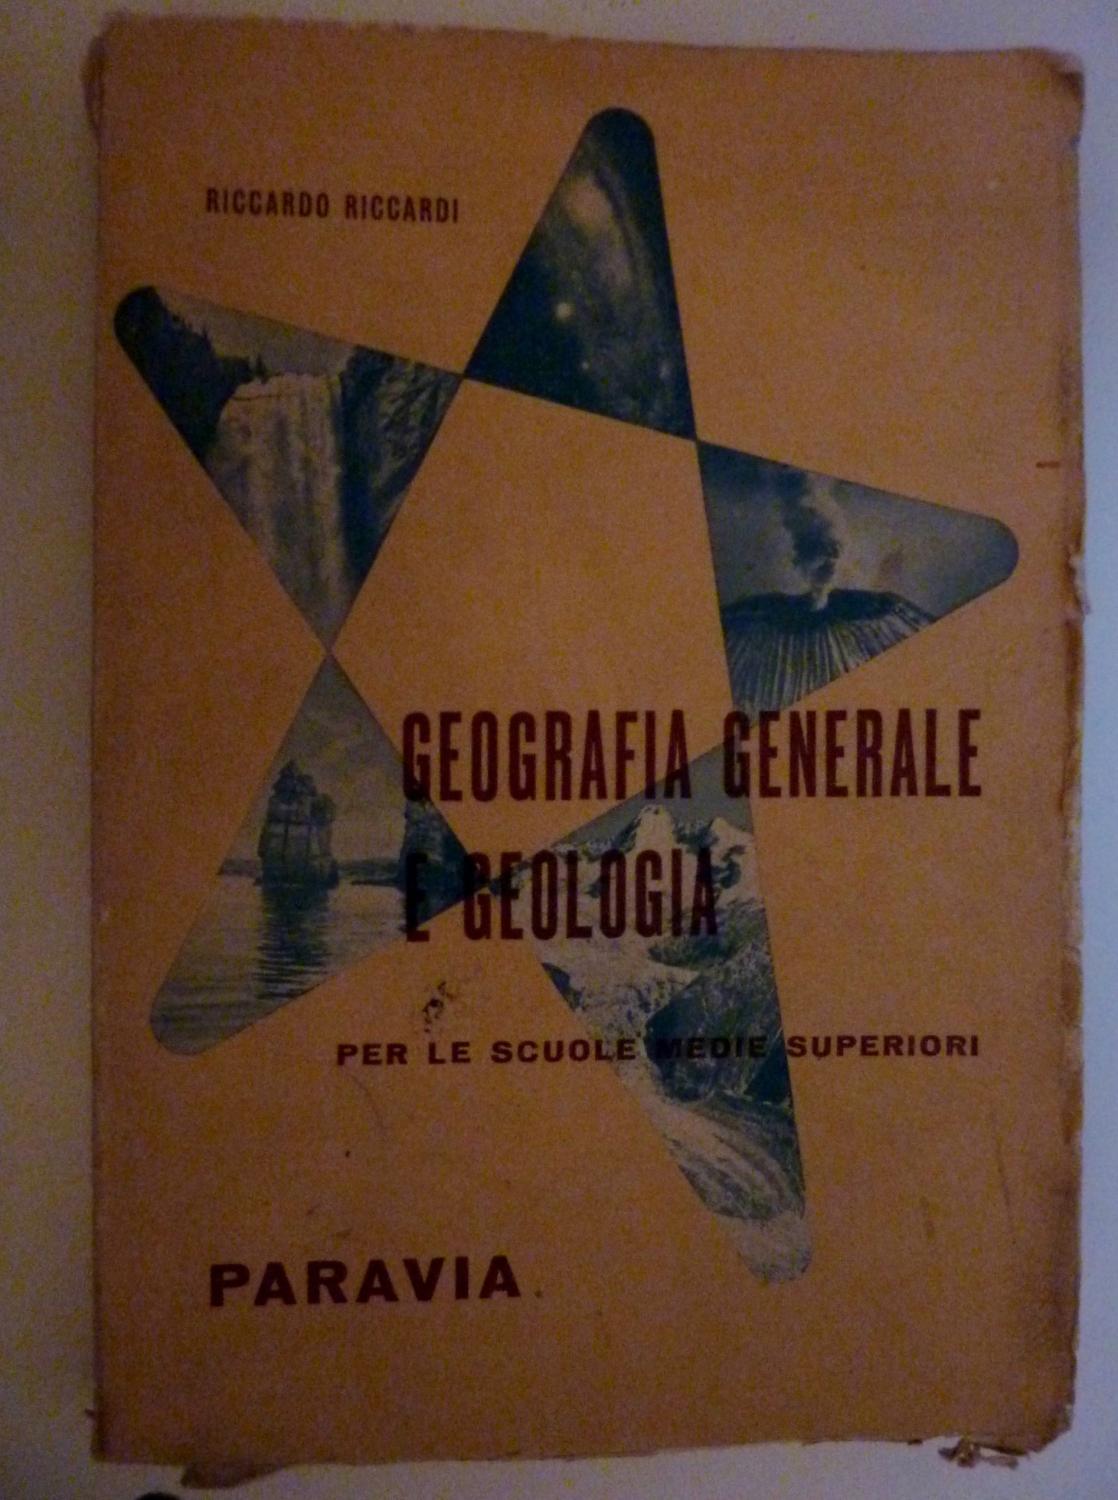 RICCARDO RICCARDI
GEOGRAFIA GENERALE
E GEOLOGIA
PER LE SCUOLE MEDIE SUPERIORI
PARAVIA